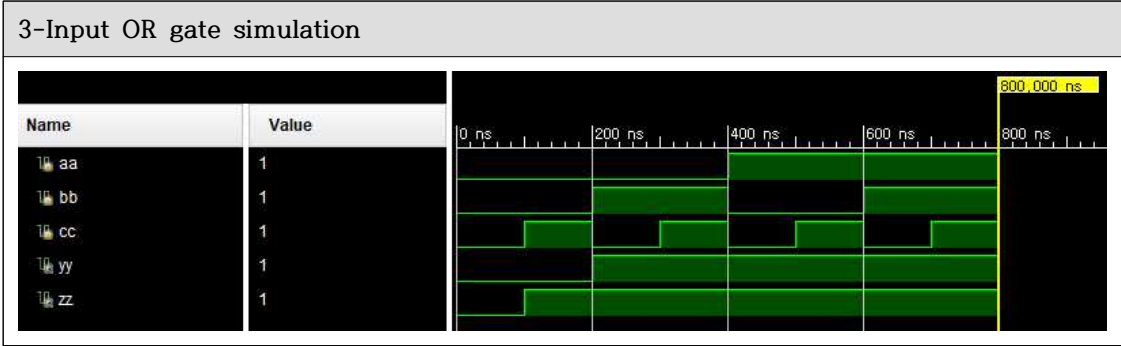 3-Input OR gate simulation
800,000 ns
Name Value
0 ns 200 ns 400 ns 600 ns 800 ns
aa 1
bb 1
cc 1
yy 1
zz 1